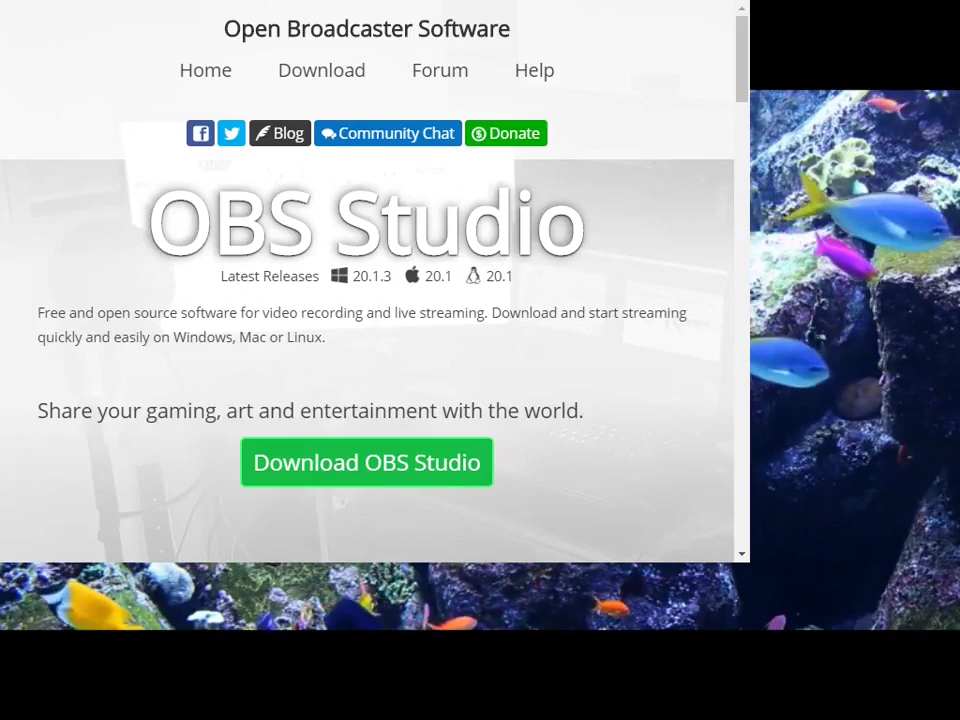 Open Broadcaster Software
Home Download Forum Help
Blog Community Chat Donate
OBS Studio
Latest Releases 20.1.3 20.1 20.1
Free and open source software for video recording and live streaming. Download and start streaming
quickly and easily on Windows, Mac or Linux.
Share your gaming, art and entertainment with the world.
Download OBS Studio